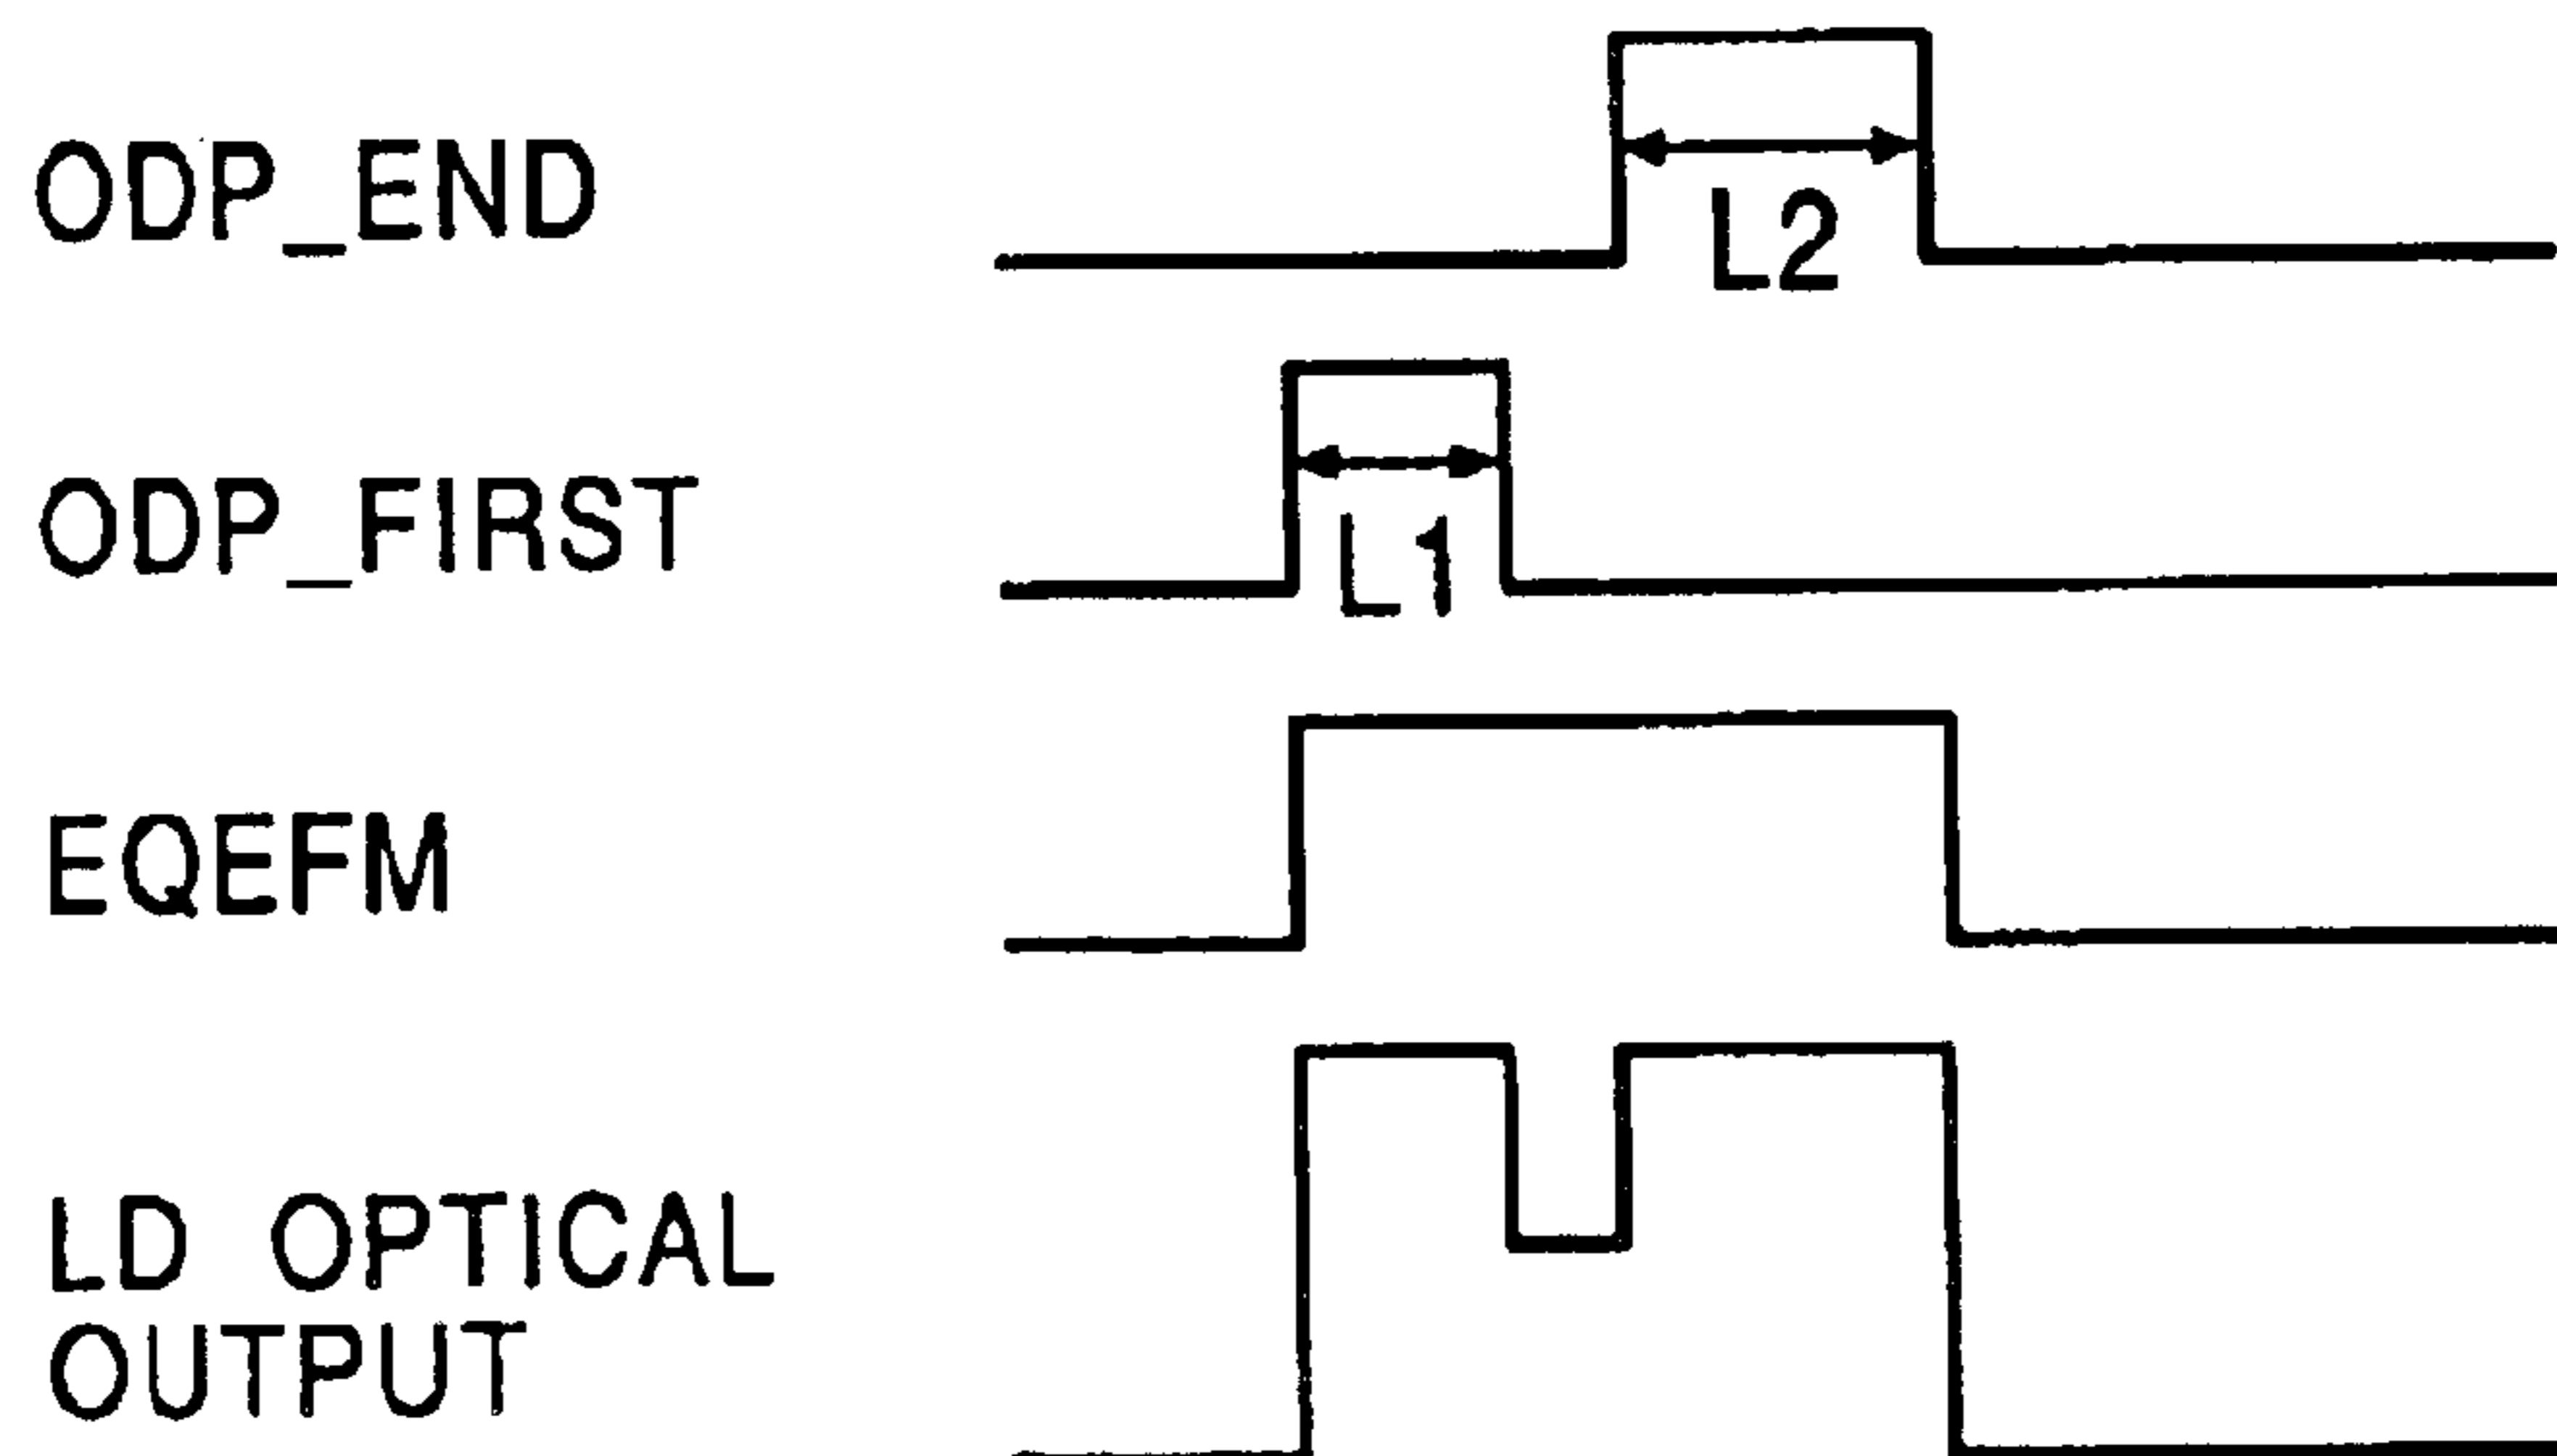 ODP_END
L2
ODP_FIRST
L1
EQEFM
LD OPTICAL
OUTPUT